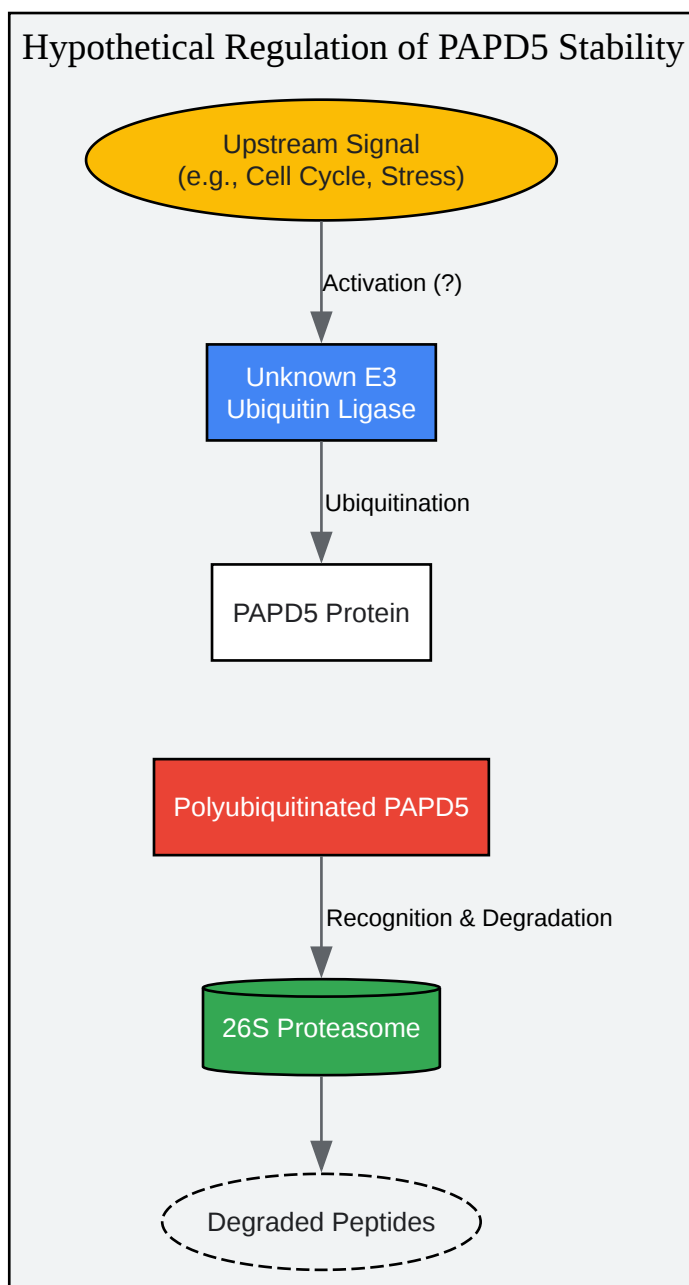 Hypothetical Regulation of PAPD5 Stability
Upstream Signal
(e.g., Cell Cycle, Stress)
Activation (?)
Unknown E3
Ubiquitin Ligase
Ubiquitination
PAPD5 Protein
Polyubiquitinated PAPD5
Recognition & Degradation
26S Proteasome
Degraded Peptides